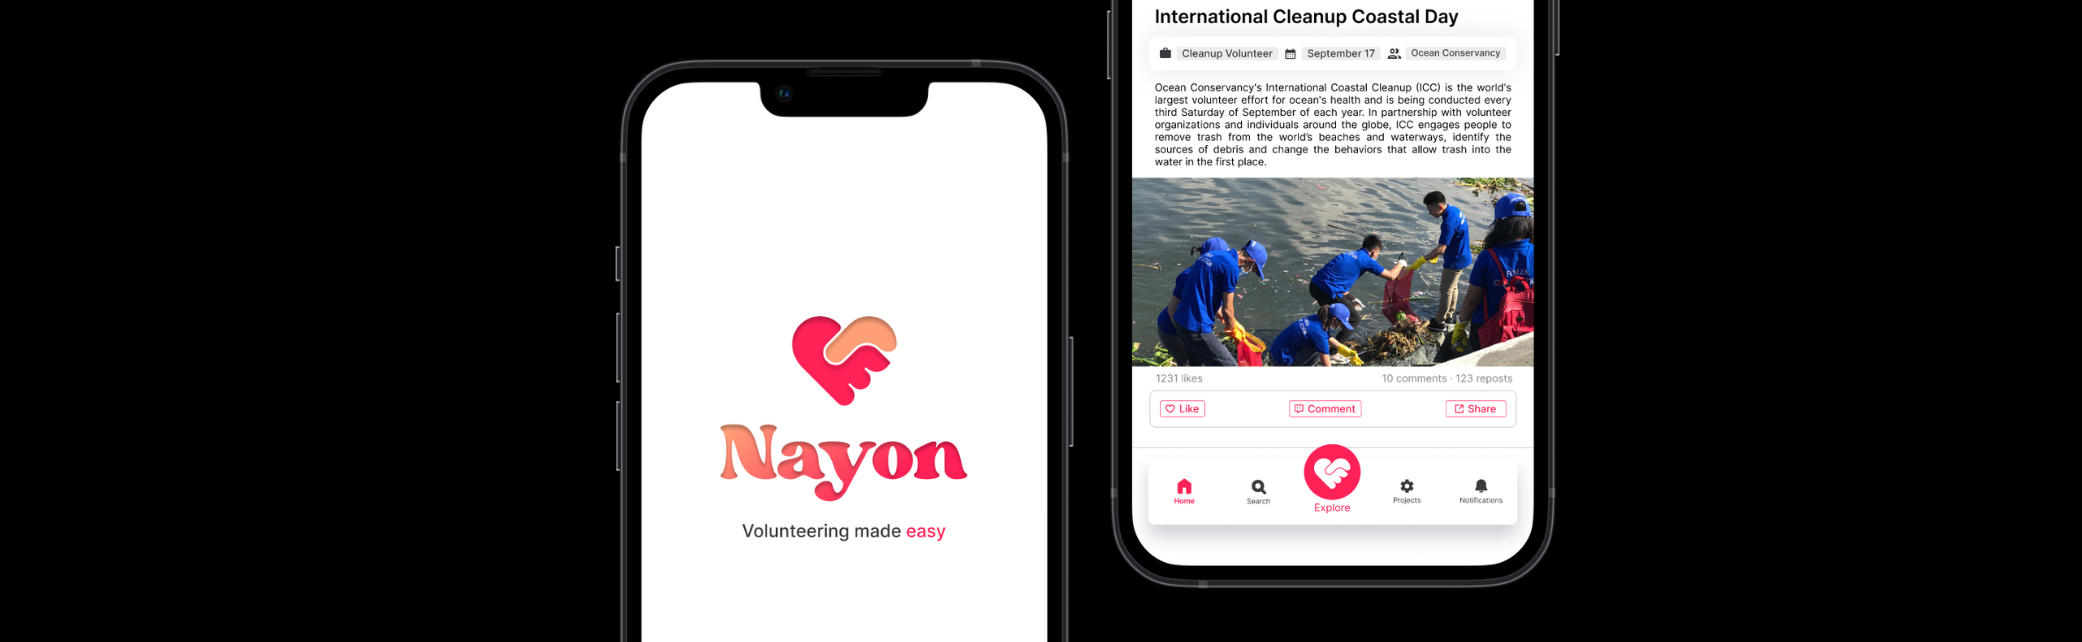 Nayon
Volunteering made easy
International Cleanup Coastal Day
Cleanup Volunteer
September 17
Ocean Conservancy
Ocean Conservancy's International Coastal Cleanup (ICC) is the world's
largest volunteer effort for ocean's health and is being conducted every
third Saturday of September of each year. In partnership with volunteer
organizations and individuals around the globe, ICC engages people to
remove trash from the world's beaches and waterways, identify the
sources of debris and change the behaviors that allow trash into the
water in the first place.
1231 likes
10 comments · 123 reposts
Like
Comment
Share
Home
Search
Explore
Projects
Notifications